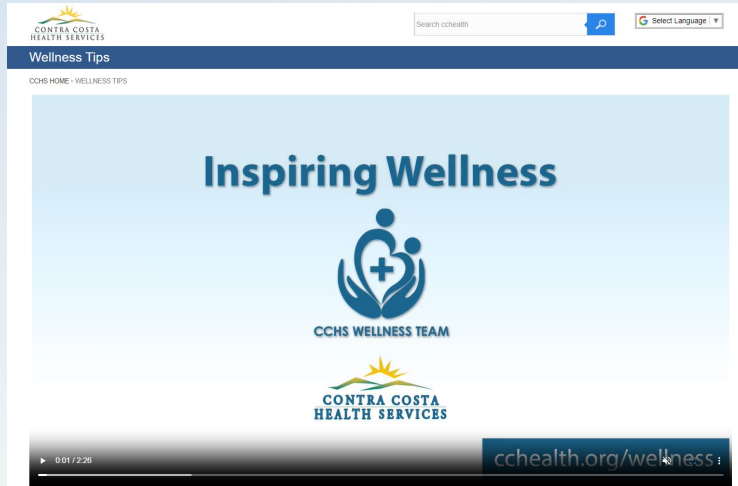 CONTRA COSTA
HEALTH SERVICES
Search cchealth
G Select Language ▼
Wellness Tips
CCHS HOME - WELLNESS TIPS
Inspiring Wellness
CCHS WELLNESS TEAM
CONTRA COSTA
HEALTH SERVICES
cchealth.org/wellness
0:01 / 2:26